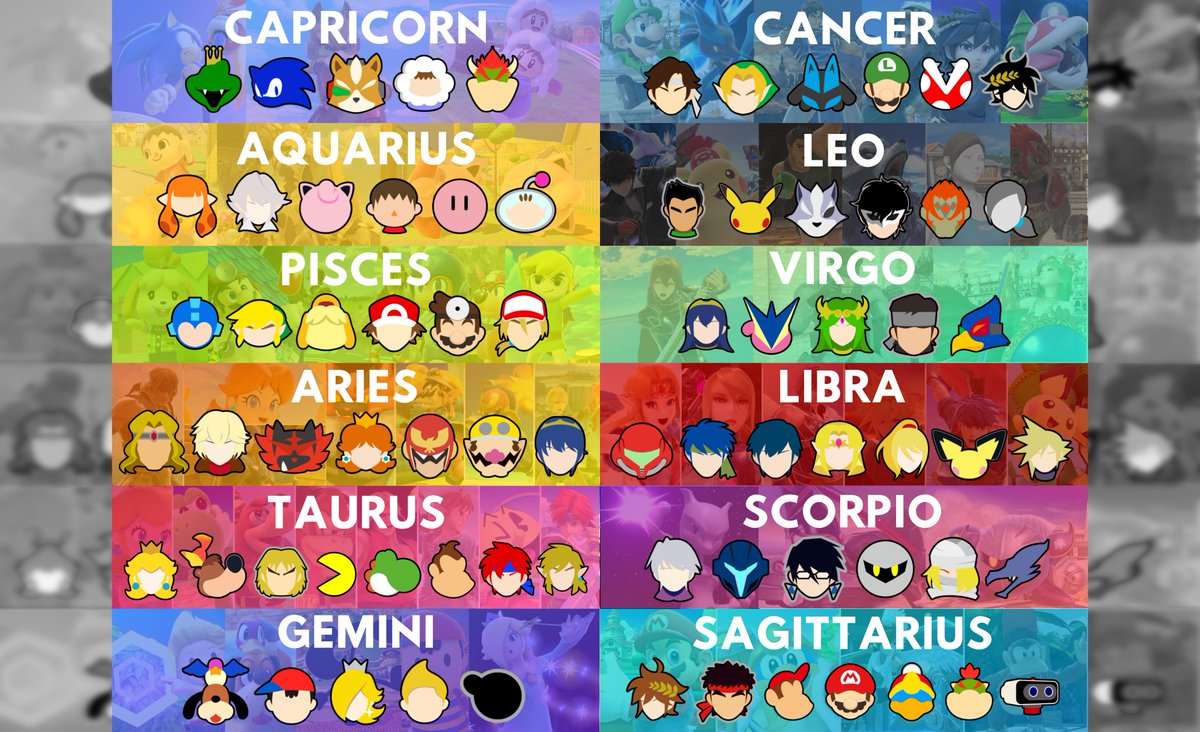 CAPRICORN
CANCER
AQUARIUS
LEO
PISCES
VIRGO
ARIES
LIBRA
TAURUS
SCORPIO
GEMINI
SAGITTARIUS